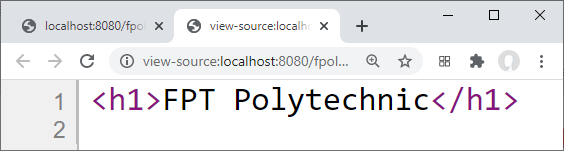 localhost:8080/fpol
view-source:localho
view-source:localhost:8080/fpol...
1 <h1>FPT Polytechnic</h1>
2